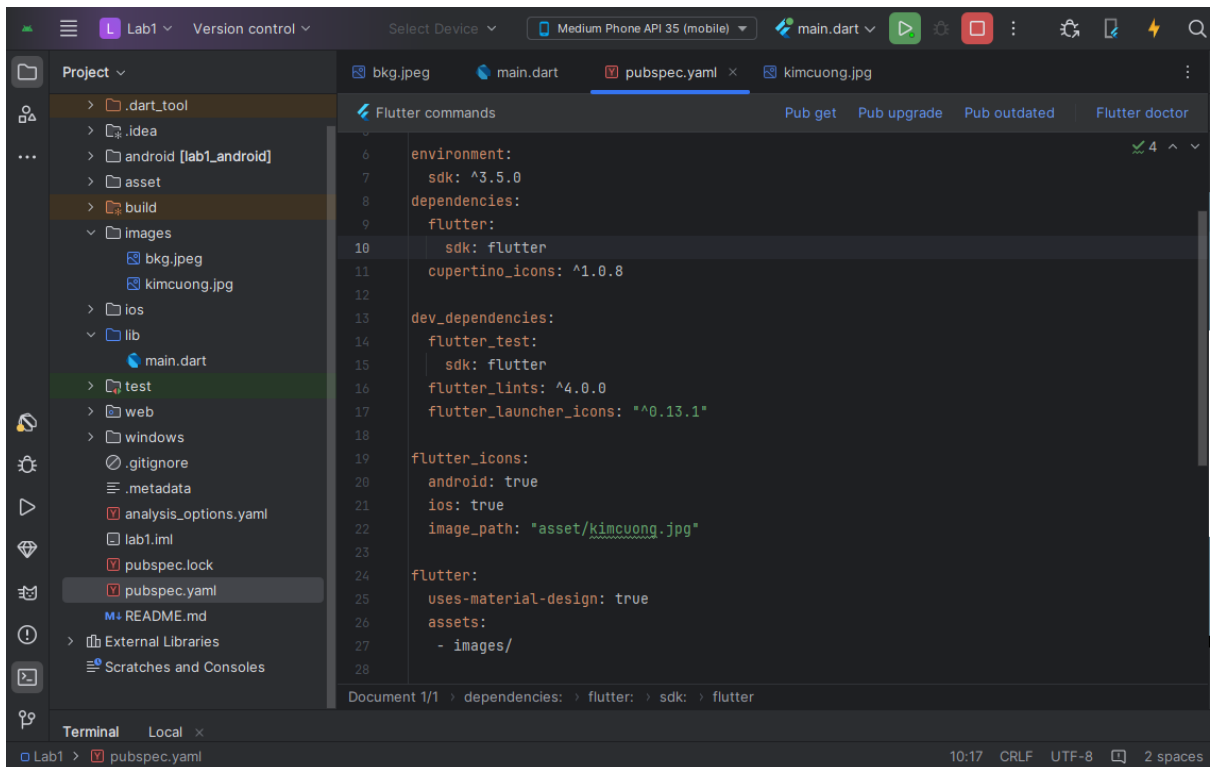 L Lab1 Version control Select Device Medium Phone API 35 (mobile) main.dart
Project
bkg.jpeg main.dart pubspec.yaml kimcuong.jpg
Flutter commands Pub get Pub upgrade Pub outdated Flutter doctor
.dart_tool
.idea
android [lab1_android]
asset
build
images
bkg.jpeg
kimcuong.jpg
ios
lib
main.dart
test
web
windows
.gitignore
.metadata
analysis_options.yaml
lab1.iml
pubspec.lock
pubspec.yaml
M↓ README.md
External Libraries
Scratches and Consoles
4
6 environment:
7 sdk: ^3.5.0
8 dependencies:
9 flutter:
10 sdk: flutter
11 cupertino_icons: ^1.0.8
12
13 dev_dependencies:
14 flutter_test:
15 sdk: flutter
16 flutter_lints: ^4.0.0
17 flutter_launcher_icons: "^0.13.1"
18
19 flutter_icons:
20 android: true
21 ios: true
22 image_path: "asset/kimcuong.jpg"
23
24 flutter:
25 uses-material-design: true
26 assets:
27 - images/
28
Document 1/1 › dependencies: › flutter: › sdk: › flutter
Terminal Local
Lab1 > pubspec.yaml 10:17 CRLF UTF-8 2 spaces